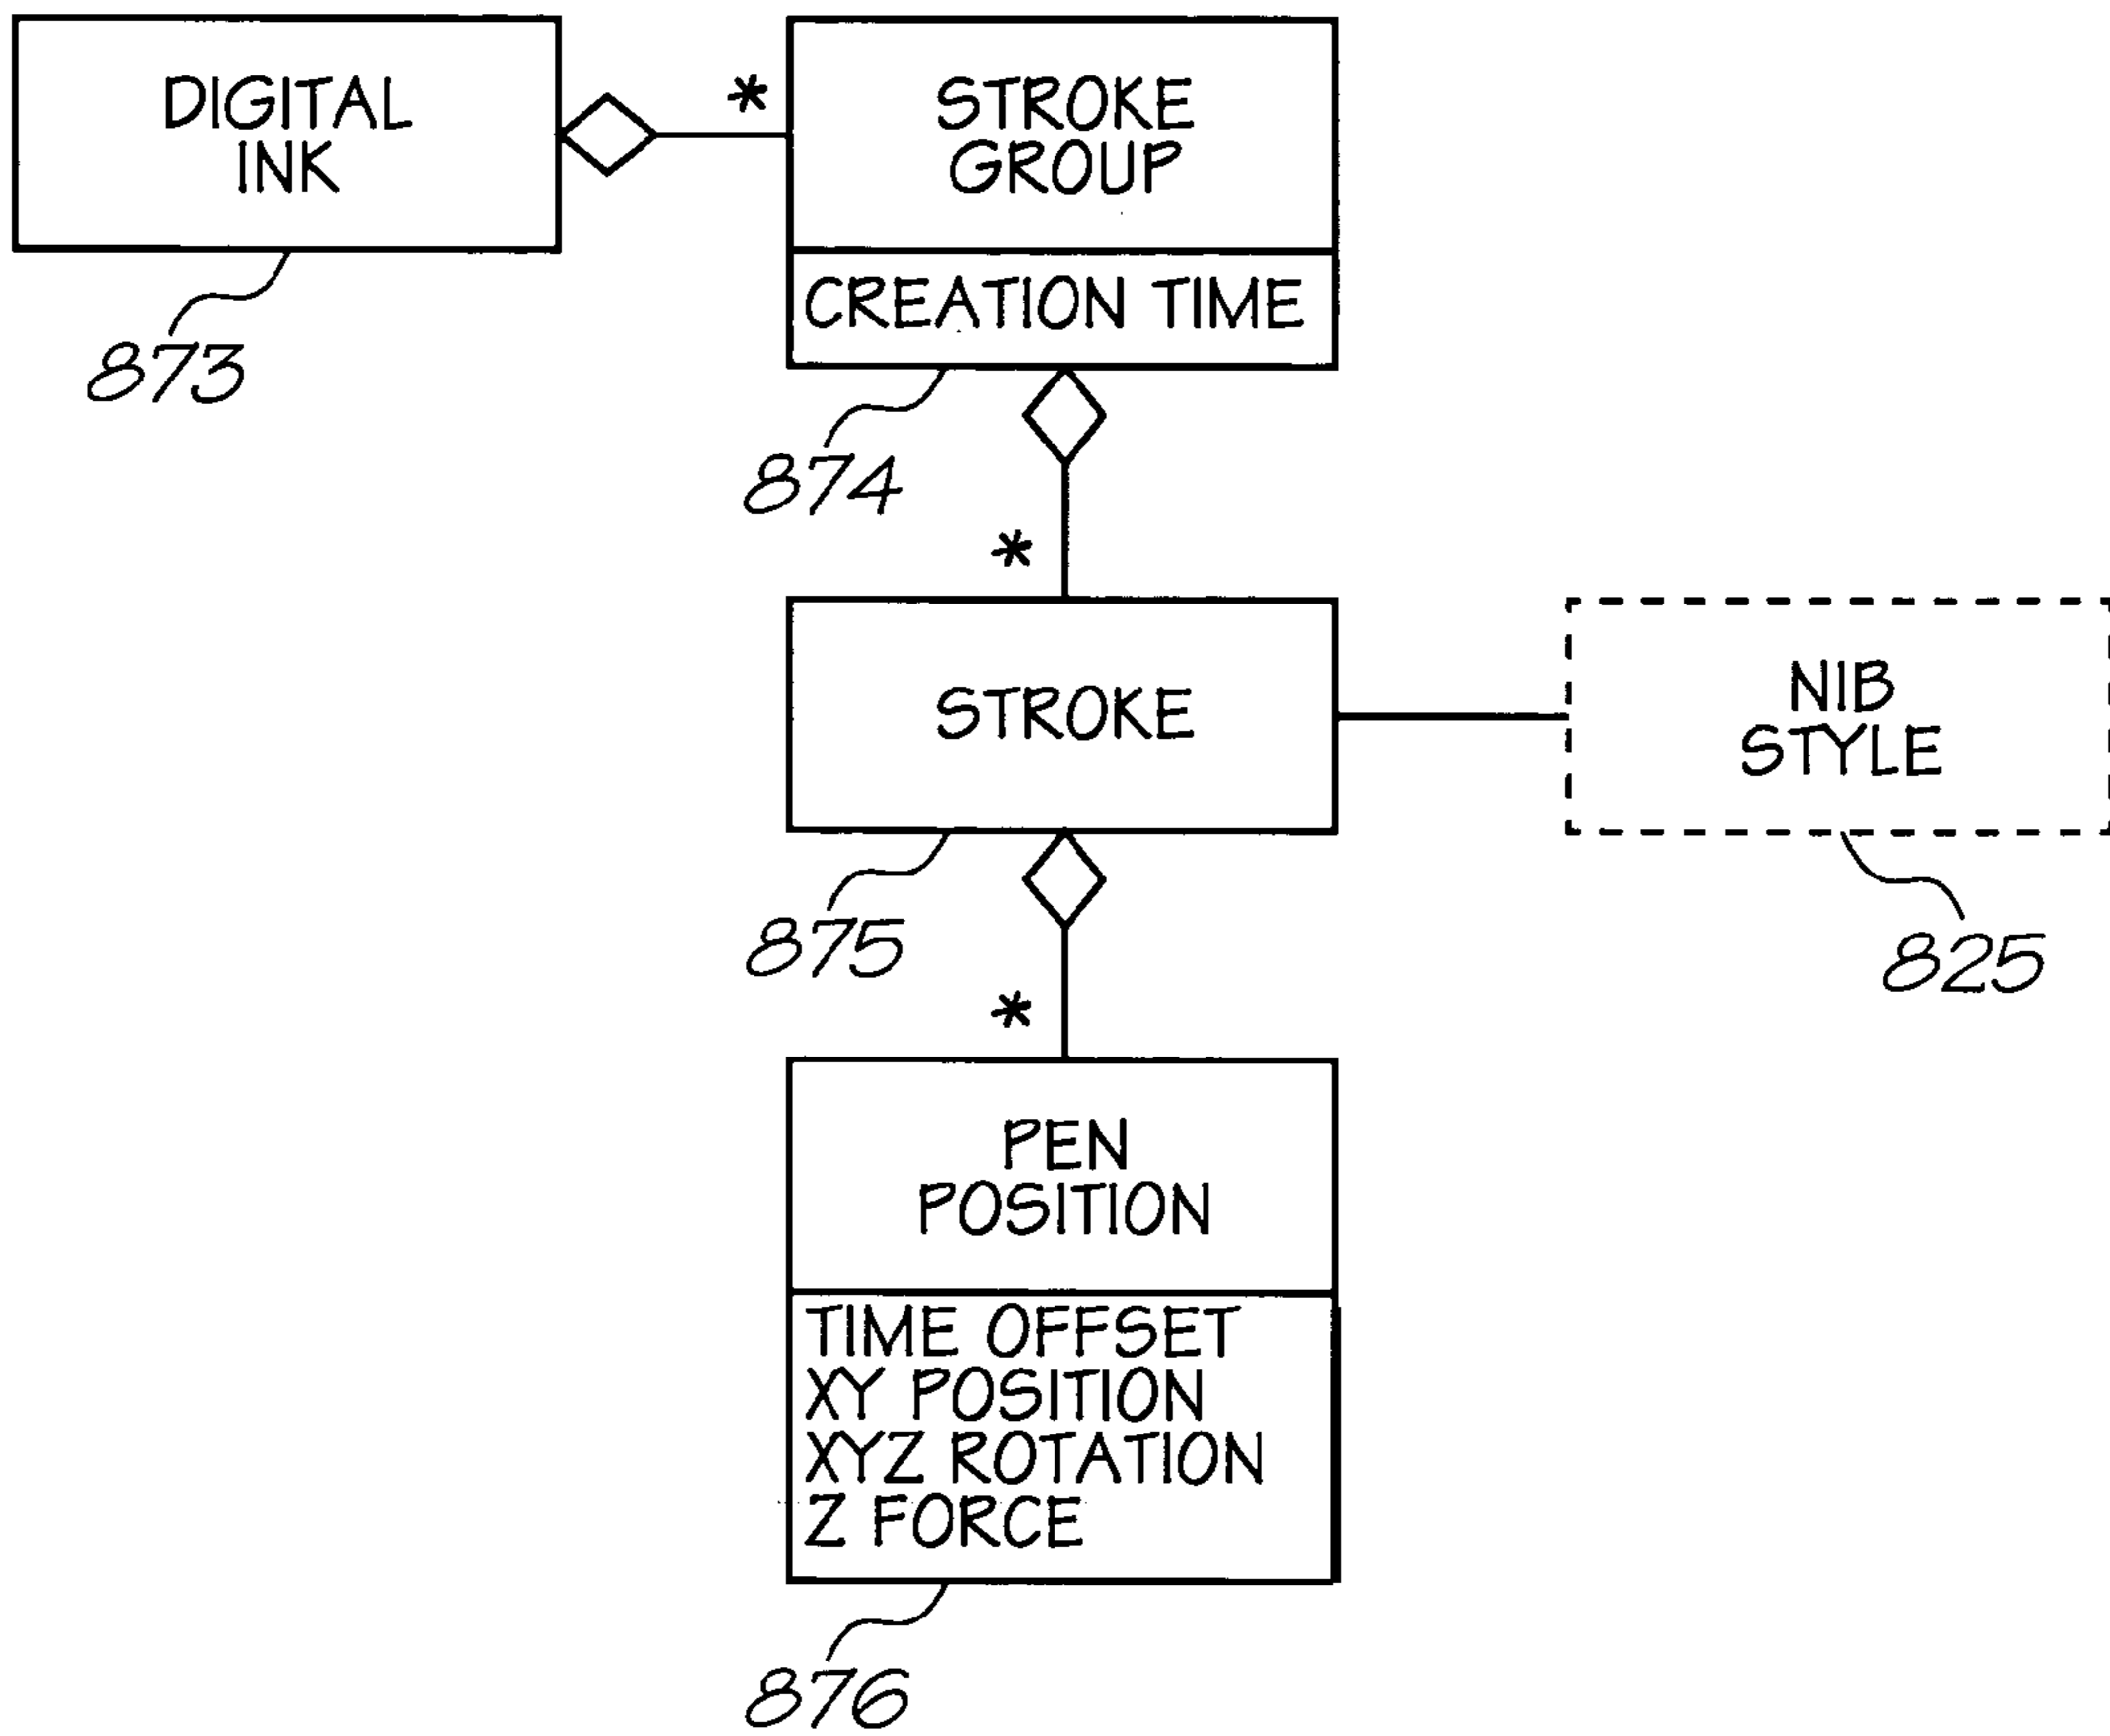 DIGITAL
INK
*
STROKE
GROUP
CREATION TIME
873
874
*
STROKE
NIB
STYLE
875
825
*
PEN
POSITION
TIME OFFSET
XY POSITION
XYZ ROTATION
Z FORCE
876